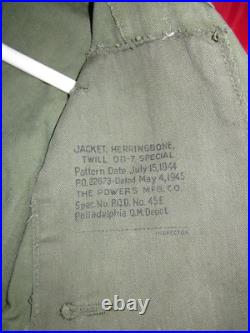 JACKET, HERRINGBONE,
TWILL OD-7, SPECIAL
Pattern Date July 15, 1944
P.O. 22673-Dated May 4, 1945
THE POWERS MFG. CO.
Spec. No. P.Q.D. No. 45E
Philadelphia Q.M. Depot.
INSPECTOR